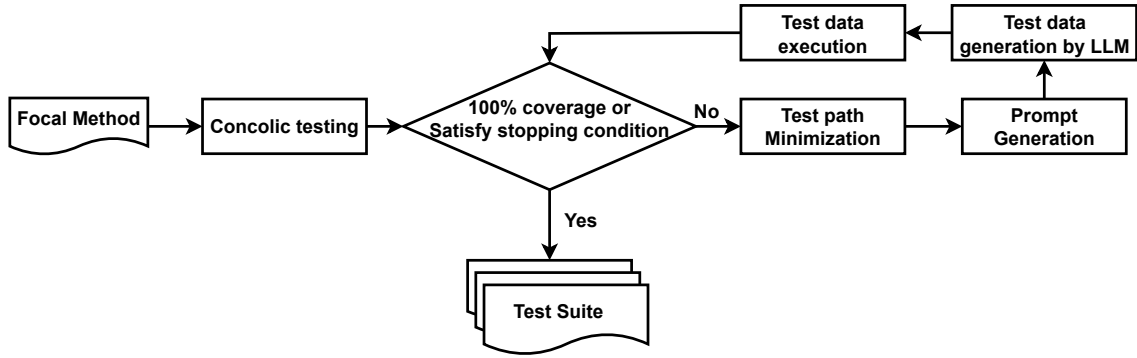 Test data
execution
Test data
generation by LLM
Focal Method
Concolic testing
100% coverage or
Satisfy stopping condition
No
Test path
Minimization
Prompt
Generation
Yes
Test Suite